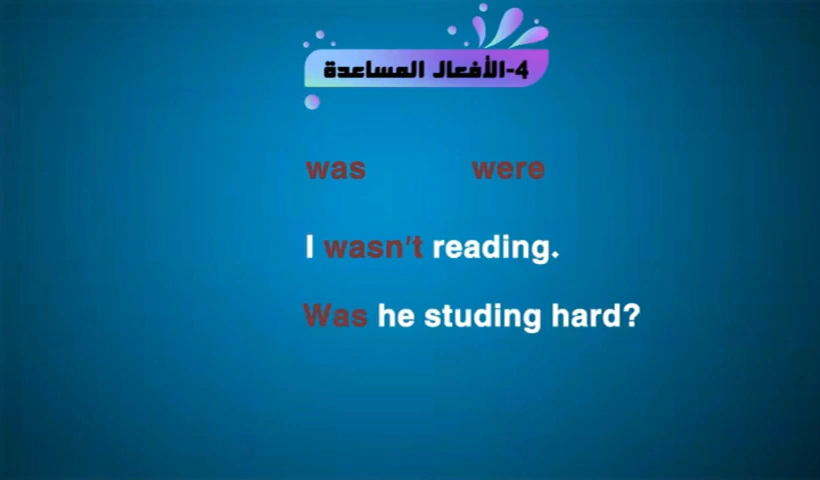 4-الأفعال المساعدة
was were
I wasn't reading.
Was he studing hard?